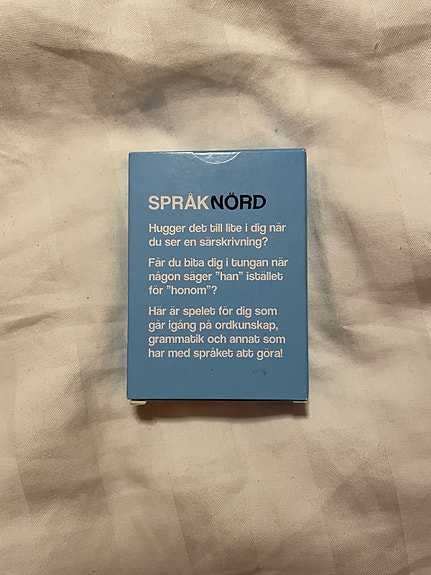 SPRÅKNÖRD
Hugger det till lite i dig när
du ser en särskrivning?
Får du bita dig i tungan när
någon säger "han" istället
för "honom"?
Här är spelet för dig som
går igång på ordkunskap,
grammatik och annat som
har med språket att göra!